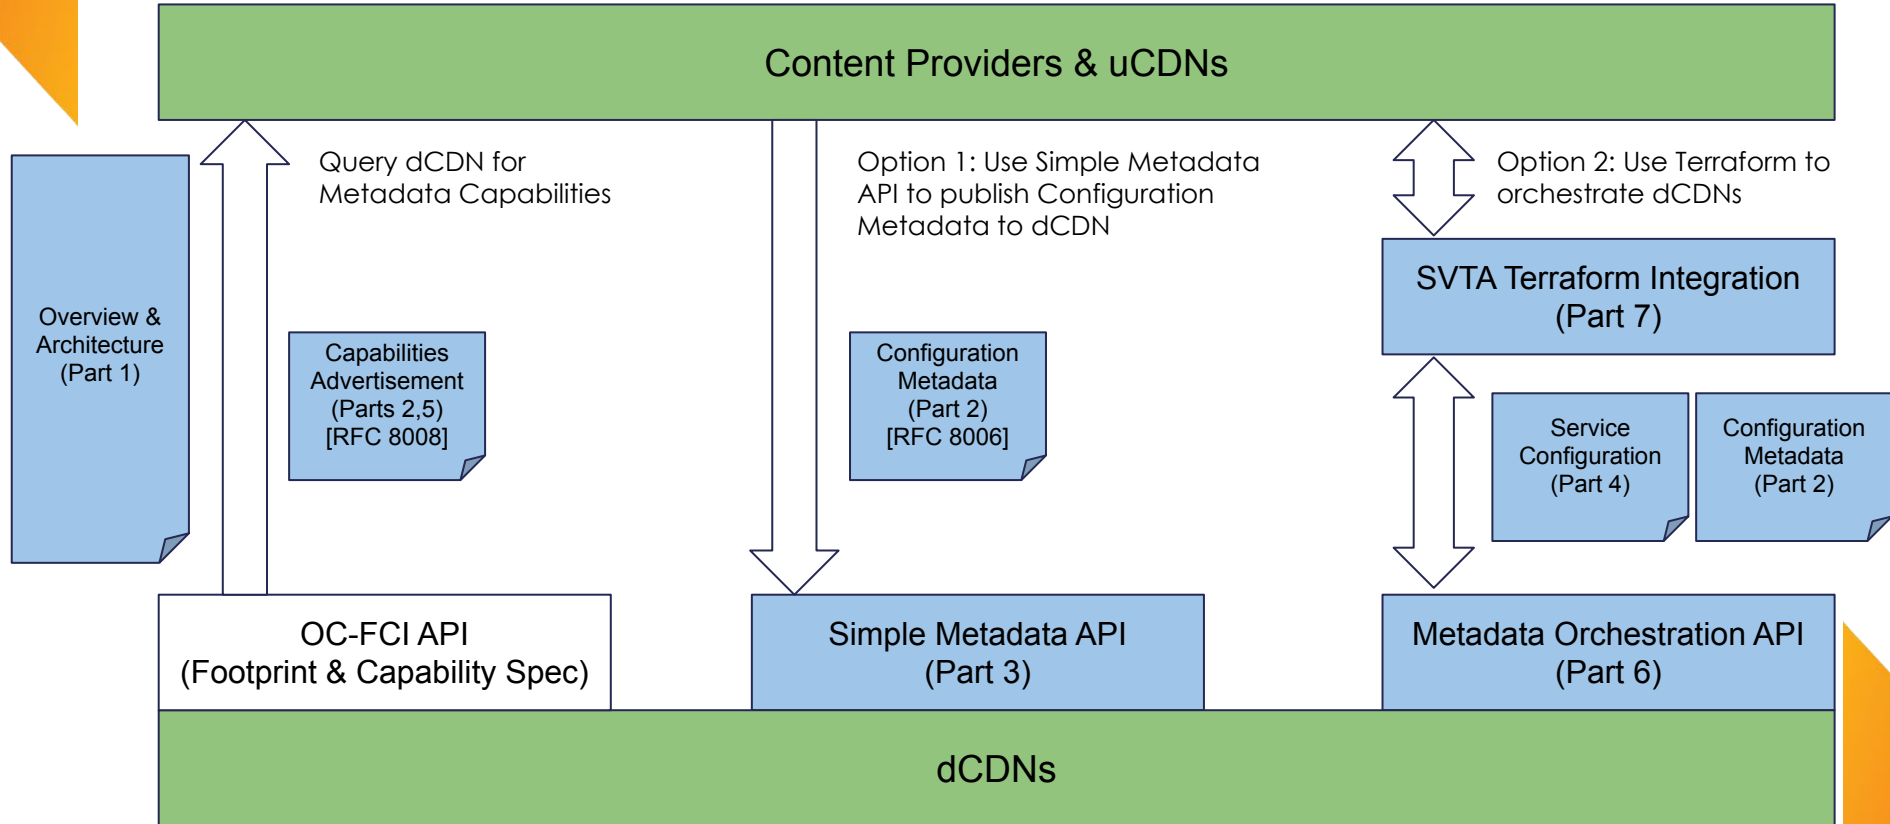 Content Providers & uCDNs
Query dCDN for
Metadata Capabilities
Option 1: Use Simple Metadata
API to publish Configuration
Metadata to dCDN
Option 2: Use Terraform to
orchestrate dCDNs
Overview &
Architecture
(Part 1)
Capabilities
Advertisement
(Parts 2,5)
[RFC 8008]
Configuration
Metadata
(Part 2)
[RFC 8006]
SVTA Terraform Integration
(Part 7)
Service
Configuration
(Part 4)
Configuration
Metadata
(Part 2)
OC-FCI API
(Footprint & Capability Spec)
Simple Metadata API
(Part 3)
Metadata Orchestration API
(Part 6)
dCDNs